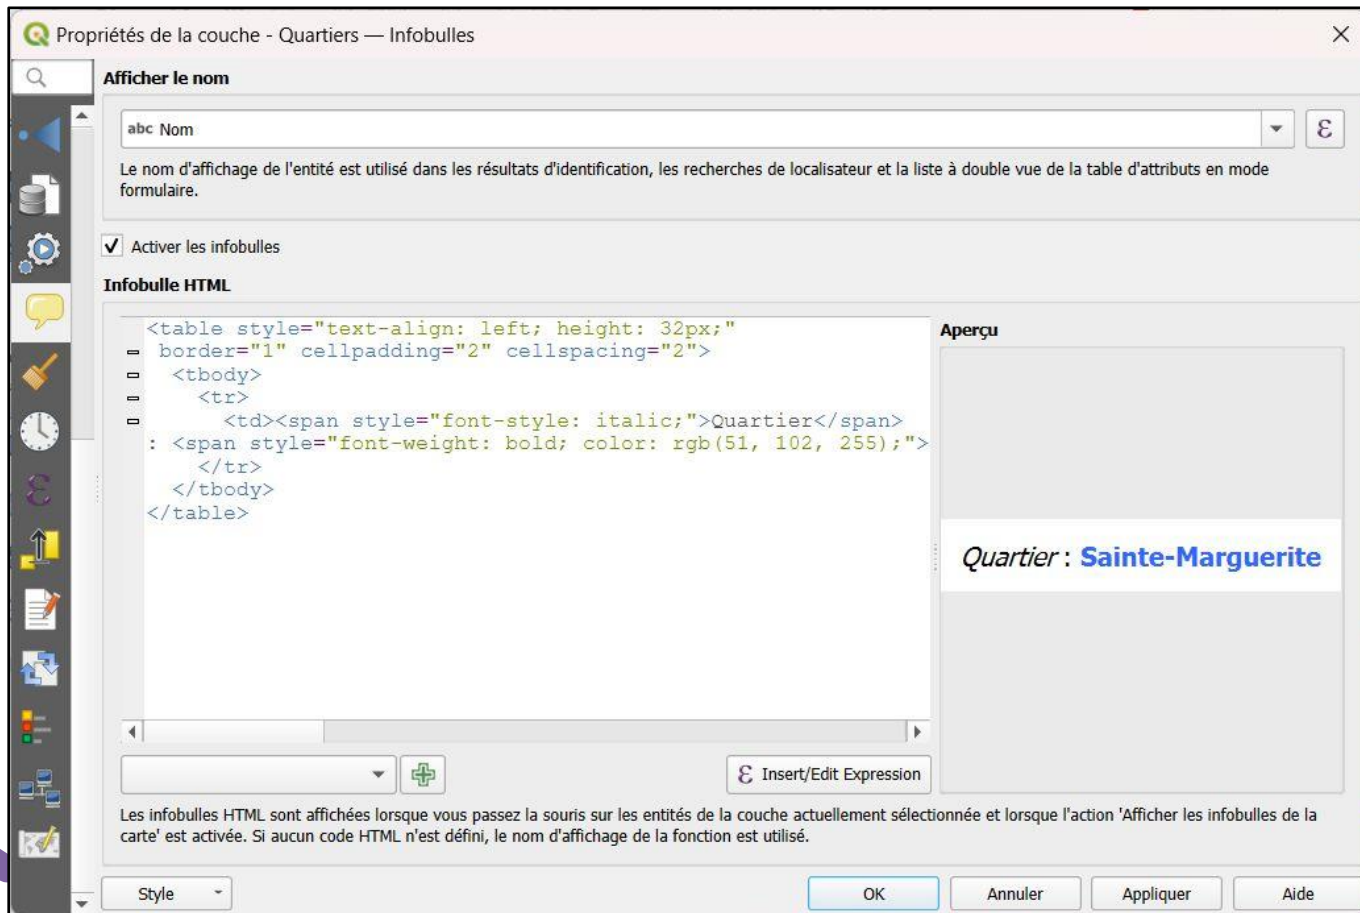 Propriétés de la couche - Quartiers — Infobulles
Afficher le nom
abc Nom
ε
Le nom d'affichage de l'entité est utilisé dans les résultats d'identification, les recherches de localisateur et la liste à double vue de la table d'attributs en mode
formulaire.
Activer les infobulles
Infobulle HTML
<table style="text-align: left; height: 32px;"
border="1" cellpadding="2" cellspacing="2">
<tbody>
<tr>
<td><span style="font-style: italic;">Quartier</span>
: <span style="font-weight: bold; color: rgb(51, 102, 255);">
</tr>
</tbody>
</table>
Aperçu
Quartier : Sainte-Marguerite
ε Insert/Edit Expression
Les infobulles HTML sont affichées lorsque vous passez la souris sur les entités de la couche actuellement sélectionnée et lorsque l'action 'Afficher les infobulles de la
carte' est activée. Si aucun code HTML n'est défini, le nom d'affichage de la fonction est utilisé.
Style
OK
Annuler
Appliquer
Aide